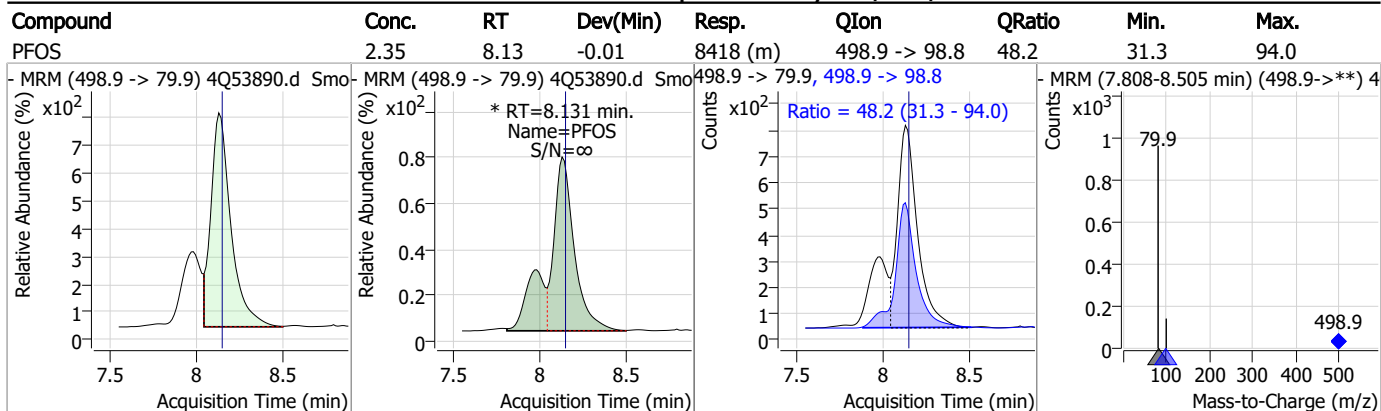 Compound Conc. RT Dev(Min) Resp. QIon QRatio Min. Max.
PFOS 2.35 8.13 -0.01 8418 (m) 498.9 -> 98.8 48.2 31.3 94.0
- MRM (498.9 -> 79.9) 4Q53890.d Smo
Relative Abundance (%)
x10²
7
6
5
4
3
2
1
0
7.5 8 8.5
Acquisition Time (min)
- MRM (498.9 -> 79.9) 4Q53890.d Smo
Relative Abundance (%)
x10²
* RT=8.131 min.
Name=PFOS
S/N=∞
0.8
0.6
0.4
0.2
0
7.5 8 8.5
Acquisition Time (min)
498.9 -> 79.9, 498.9 -> 98.8
Counts
x10²
Ratio = 48.2 (31.3 - 94.0)
7
6
5
4
3
2
1
0
7.5 8 8.5
Acquisition Time (min)
- MRM (7.808-8.505 min) (498.9->**) 4
Counts
x10³
1
79.9
0.8
0.6
0.4
0.2
498.9
0
100 200 300 400 500
Mass-to-Charge (m/z)